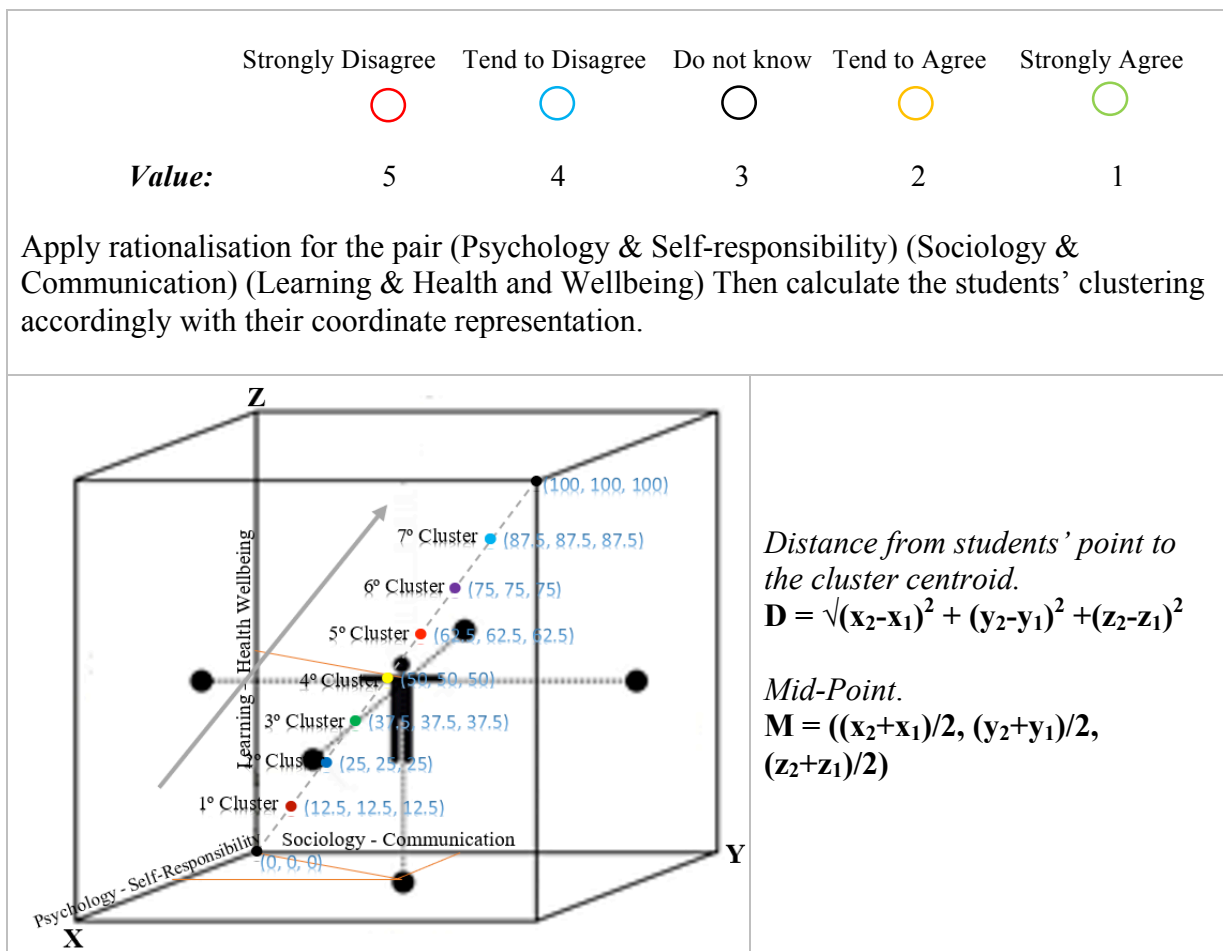 Strongly Disagree Tend to Disagree Do not know Tend to Agree Strongly Agree
Value: 5 4 3 2 1
Apply rationalisation for the pair (Psychology & Self-responsibility) (Sociology &
Communication) (Learning & Health and Wellbeing) Then calculate the students’ clustering
accordingly with their coordinate representation.
Z
(100, 100, 100)
7º Cluster (87.5, 87.5, 87.5)
6º Cluster (75, 75, 75)
5º Cluster (62.5, 62.5, 62.5)
4º Cluster (50, 50, 50)
3º Cluster (37.5, 37.5, 37.5)
2º Cluster (25, 25, 25)
1º Cluster (12.5, 12.5, 12.5)
(0, 0, 0)
Learning - Health Wellbeing
Sociology - Communication
Psychology - Self-Responsibility
Y
X
Distance from students’ point to
the cluster centroid.
D = √(x₂-x₁)² + (y₂-y₁)² +(z₂-z₁)²
Mid-Point.
M = ((x₂+x₁)/2, (y₂+y₁)/2,
(z₂+z₁)/2)